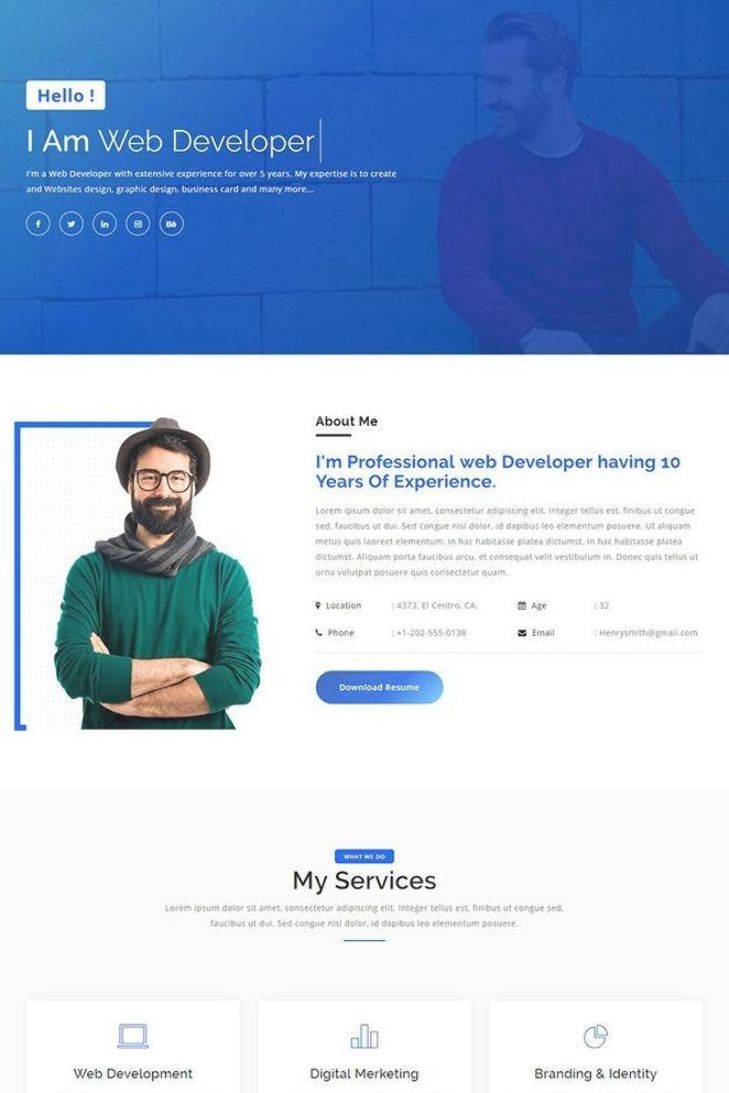 Hello !
I Am Web Developer
I'm a Web Developer with extensive experience for over 5 years. My expertise is to create
and Websites design, graphic design, business card and many more...
Bē
About Me
I'm Professional web Developer having 10
Years Of Experience.
Lorem ipsum dolor sit amet, consectetur adipiscing elit. Integer tellus est, finibus ut congue
sed, faucibus ut dui. Sed congue nisl dolor, id dapibus leo elementum posuere. Ut aliquam
metus quis laoreet elementum. In hac habitasse platea dictumst. In hac habitasse platea
dictumst. Aliquam porta faucibus arcu, et consequat velit vestibulum in. Donec quis tellus ut
urna volutpat posuere quis consectetur quam.
Location : 4373, El Centro, CA, Age : 32
Phone : +1-202-555-0138 Email : Henrysmith@gmail.com
Download Resume
WHAT WE DO
My Services
Lorem ipsum dolor sit amet, consectetur adipiscing elit. Integer tellus est, finibus ut congue sed,
faucibus ut dui. Sed congue nisl dolor, id dapibus leo elementum posuere.
Web Development Digital Merketing Branding & Identity